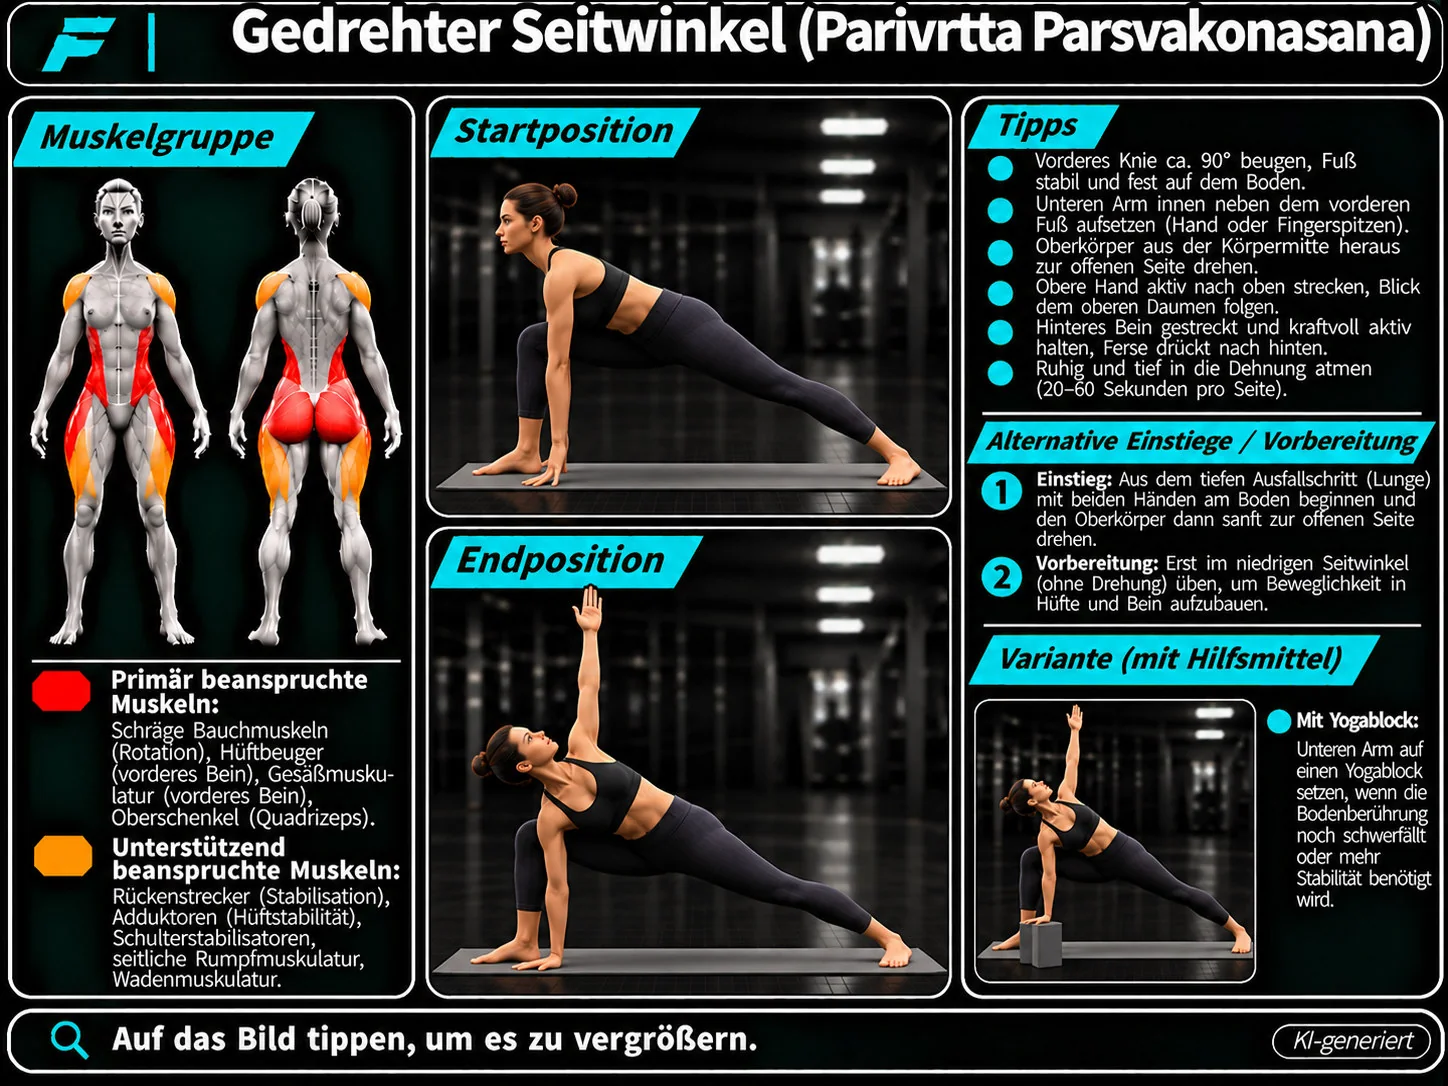 F
Gedrehter Seitwinkel (Parivrtta Parsvakonasana)
Muskelgruppe
Primär beanspruchte
Muskeln:
Schräge Bauchmuskeln
(Rotation), Hüftbeuger
(vorderes Bein), Gesäßmusku-
latur (vorderes Bein),
Oberschenkel (Quadrizeps).
Unterstützend
beanspruchte Muskeln:
Rückenstrecker (Stabilisation),
Adduktoren (Hüftstabilität),
Schulterstabilisatoren,
seitliche Rumpfmuskulatur,
Wadenmuskulatur.
Startposition
Endposition
Tipps
Vorderes Knie ca. 90° beugen, Fuß
stabil und fest auf dem Boden.
Unteren Arm innen neben dem vorderen
Fuß aufsetzen (Hand oder Fingerspitzen).
Oberkörper aus der Körpermitte heraus
zur offenen Seite drehen.
Obere Hand aktiv nach oben strecken, Blick
dem oberen Daumen folgen.
Hinteres Bein gestreckt und kraftvoll aktiv
halten, Ferse drückt nach hinten.
Ruhig und tief in die Dehnung atmen
(20–60 Sekunden pro Seite).
Alternative Einstiege / Vorbereitung
1 Einstieg: Aus dem tiefen Ausfallschritt (Lunge)
mit beiden Händen am Boden beginnen und
den Oberkörper dann sanft zur offenen Seite
drehen.
2 Vorbereitung: Erst im niedrigen Seitwinkel
(ohne Drehung) üben, um Beweglichkeit in
Hüfte und Bein aufzubauen.
Variante (mit Hilfsmittel)
Mit Yogablock:
Unteren Arm auf
einen Yogablock
setzen, wenn die
Bodenberührung
noch schwerfällt
oder mehr
Stabilität benötigt
wird.
Auf das Bild tippen, um es zu vergrößern.
KI-generiert